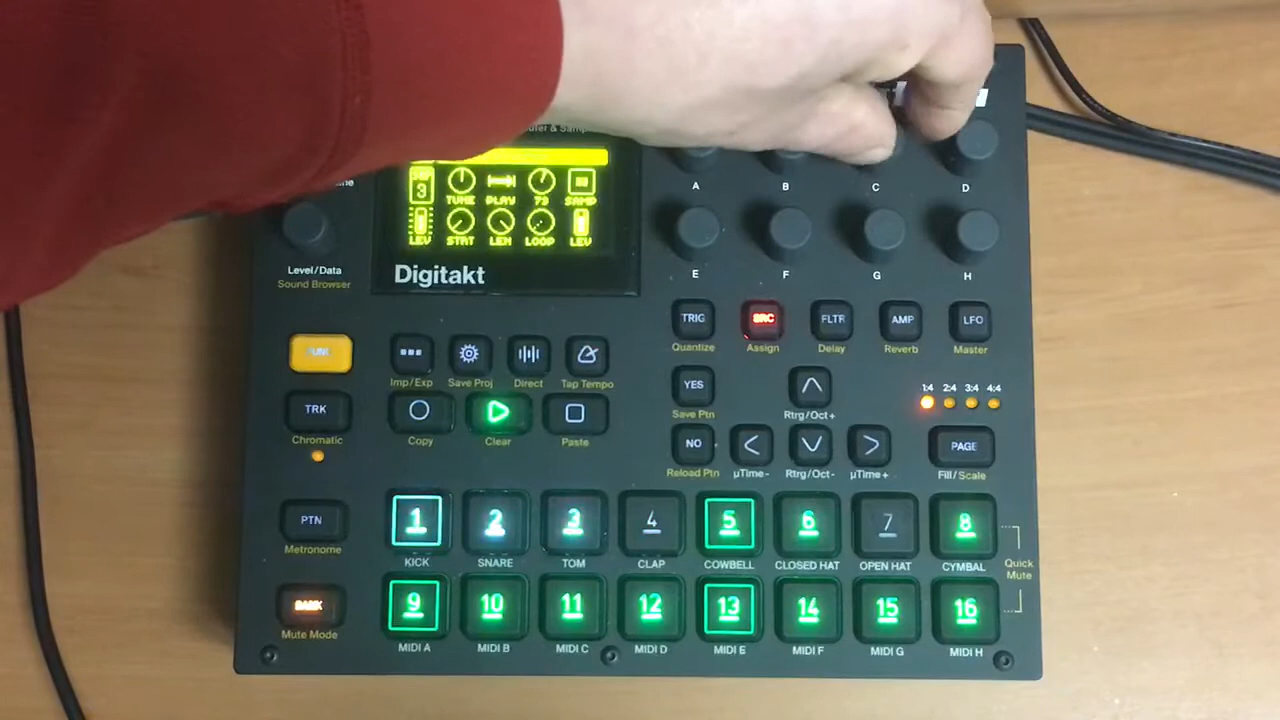 3 TUNE PLAY 73 SAMP
LEV STRT LEN LOOP LEV
Digitakt
A B C D
E F G H
Level/Data
Sound Browser
TRIG SRC FLTR AMP LFO
Quantize Assign Delay Reverb Master
FUNC
Imp/Exp Save Proj Direct Tap Tempo
YES
Save Ptn Rtrg/Oct+
1:4 2:4 3:4 4:4
TRK
Chromatic
Copy Clear Paste
NO PAGE
Reload Ptn µTime- Rtrg/Oct- µTime+ Fill/Scale
PTN
Metronome
1 2 3 4 5 6 7 8
KICK SNARE TOM CLAP COWBELL CLOSED HAT OPEN HAT CYMBAL
Quick
Mute
BANK
Mute Mode
9 10 11 12 13 14 15 16
MIDI A MIDI B MIDI C MIDI D MIDI E MIDI F MIDI G MIDI H